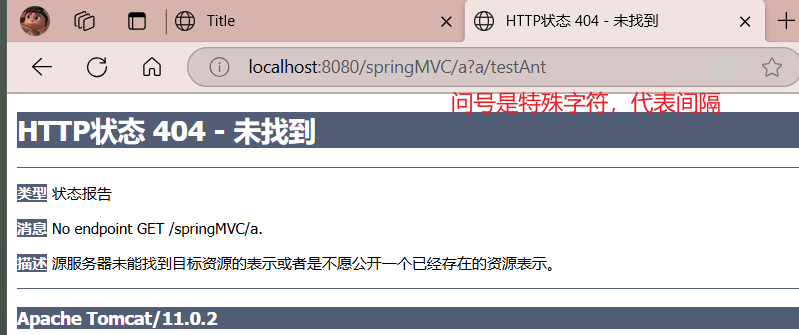 Title
HTTP状态 404 - 未找到
localhost:8080/springMVC/a?a/testAnt
问号是特殊字符，代表间隔
HTTP状态 404 - 未找到
类型 状态报告
消息 No endpoint GET /springMVC/a.
描述 源服务器未能找到目标资源的表示或者是不愿公开一个已经存在的资源表示。
Apache Tomcat/11.0.2